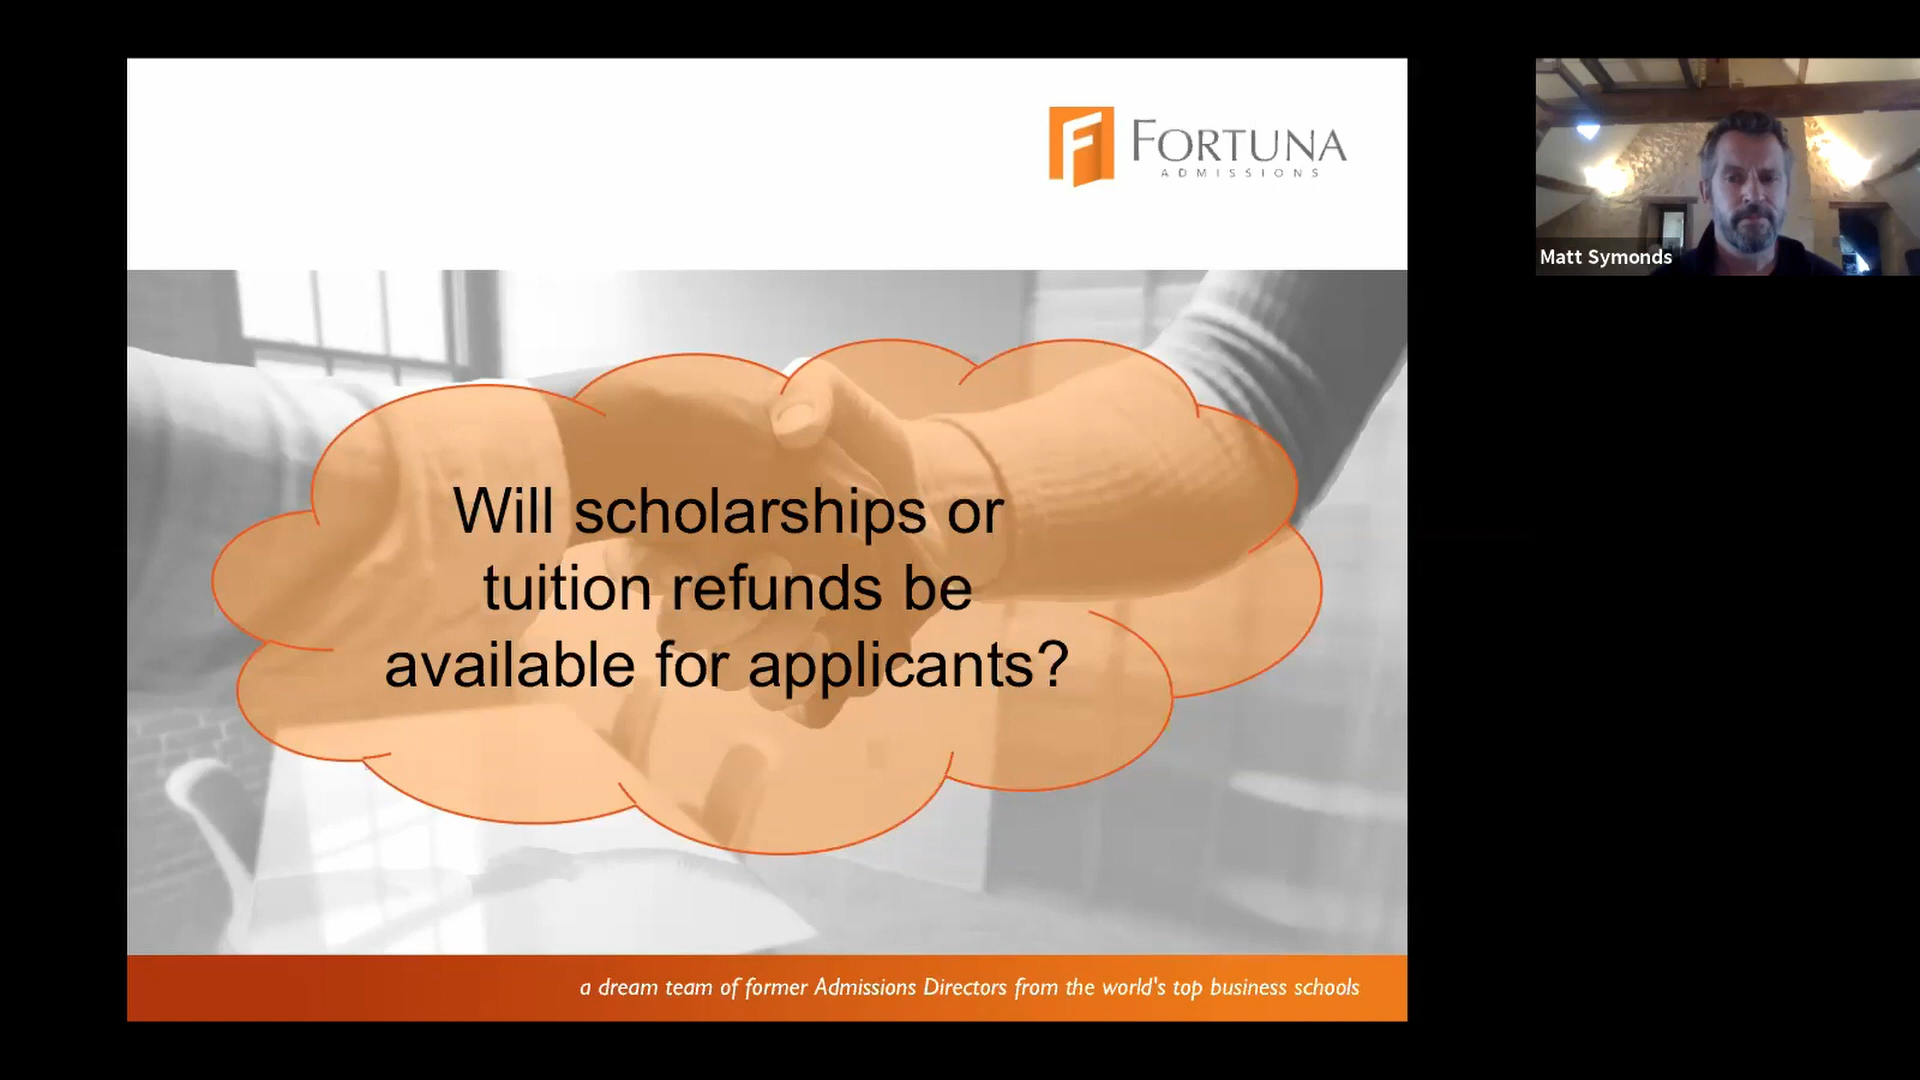 FORTUNA
ADMISSIONS
Matt Symonds
Will scholarships or
tuition refunds be
available for applicants?
a dream team of former Admissions Directors from the world's top business schools